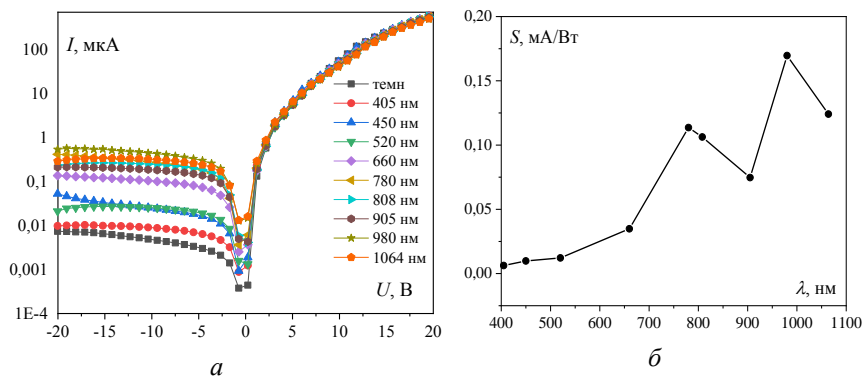 I, мкА
100
10
1
0,1
0,01
0,001
1E-4
темн
405 нм
450 нм
520 нм
660 нм
780 нм
808 нм
905 нм
980 нм
1064 нм
U, В
-20 -15 -10 -5 0 5 10 15 20
а
S, мА/Вт
0,20
0,15
0,10
0,05
0,00
λ, нм
400 500 600 700 800 900 1000 1100
б